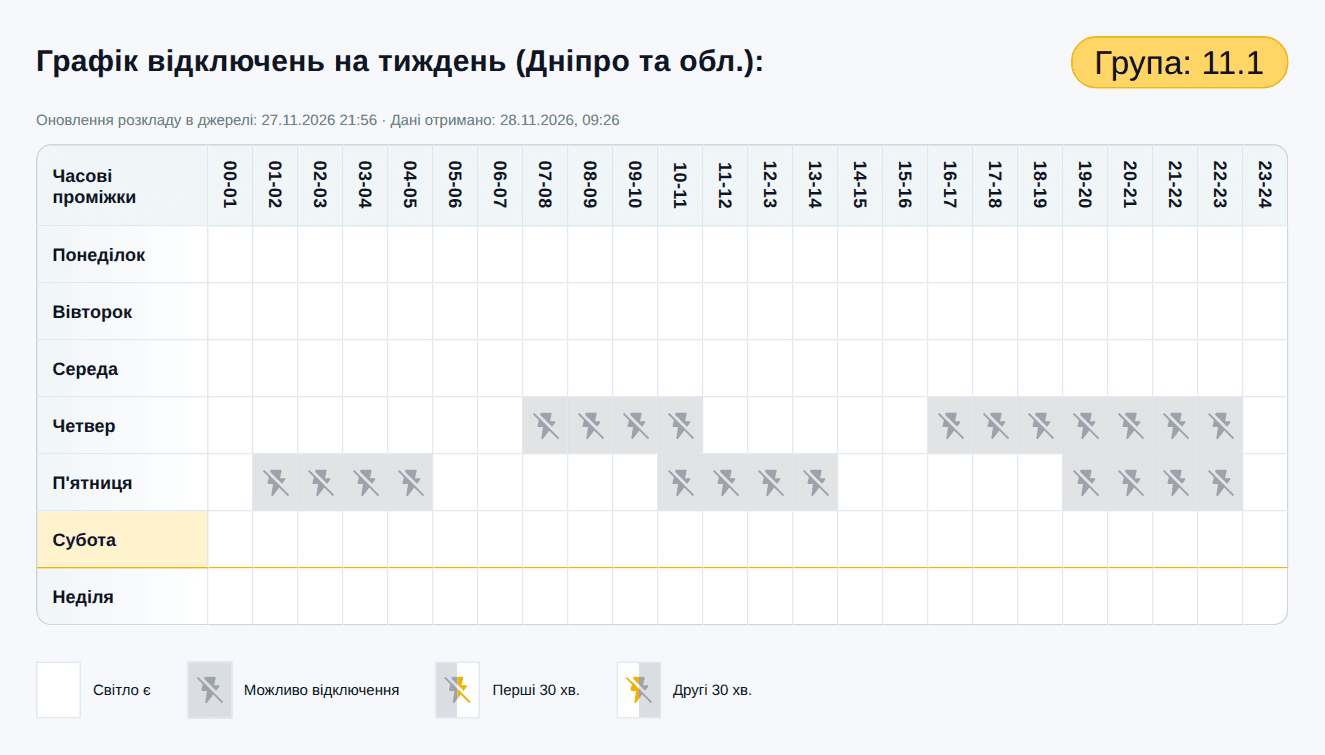 Графік відключень на тиждень (Дніпро та обл.):
Група: 11.1
Оновлення розкладу в джерелі: 27.11.2026 21:56 · Дані отримано: 28.11.2026, 09:26
Часові
проміжки
00-01
01-02
02-03
03-04
04-05
05-06
06-07
07-08
08-09
09-10
10-11
11-12
12-13
13-14
14-15
15-16
16-17
17-18
18-19
19-20
20-21
21-22
22-23
23-24
Понеділок
Вівторок
Середа
Четвер
П'ятниця
Субота
Неділя
Світло є
Можливо відключення
Перші 30 хв.
Другі 30 хв.